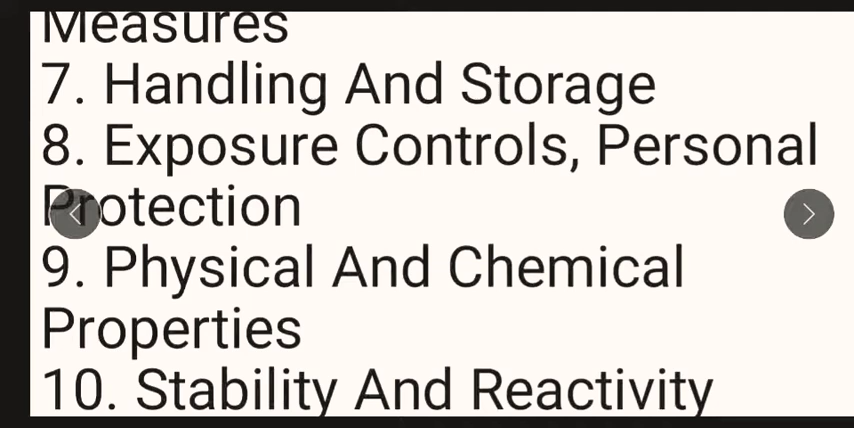 Measures
7. Handling And Storage
8. Exposure Controls, Personal
Protection
9. Physical And Chemical
Properties
10. Stability And Reactivity